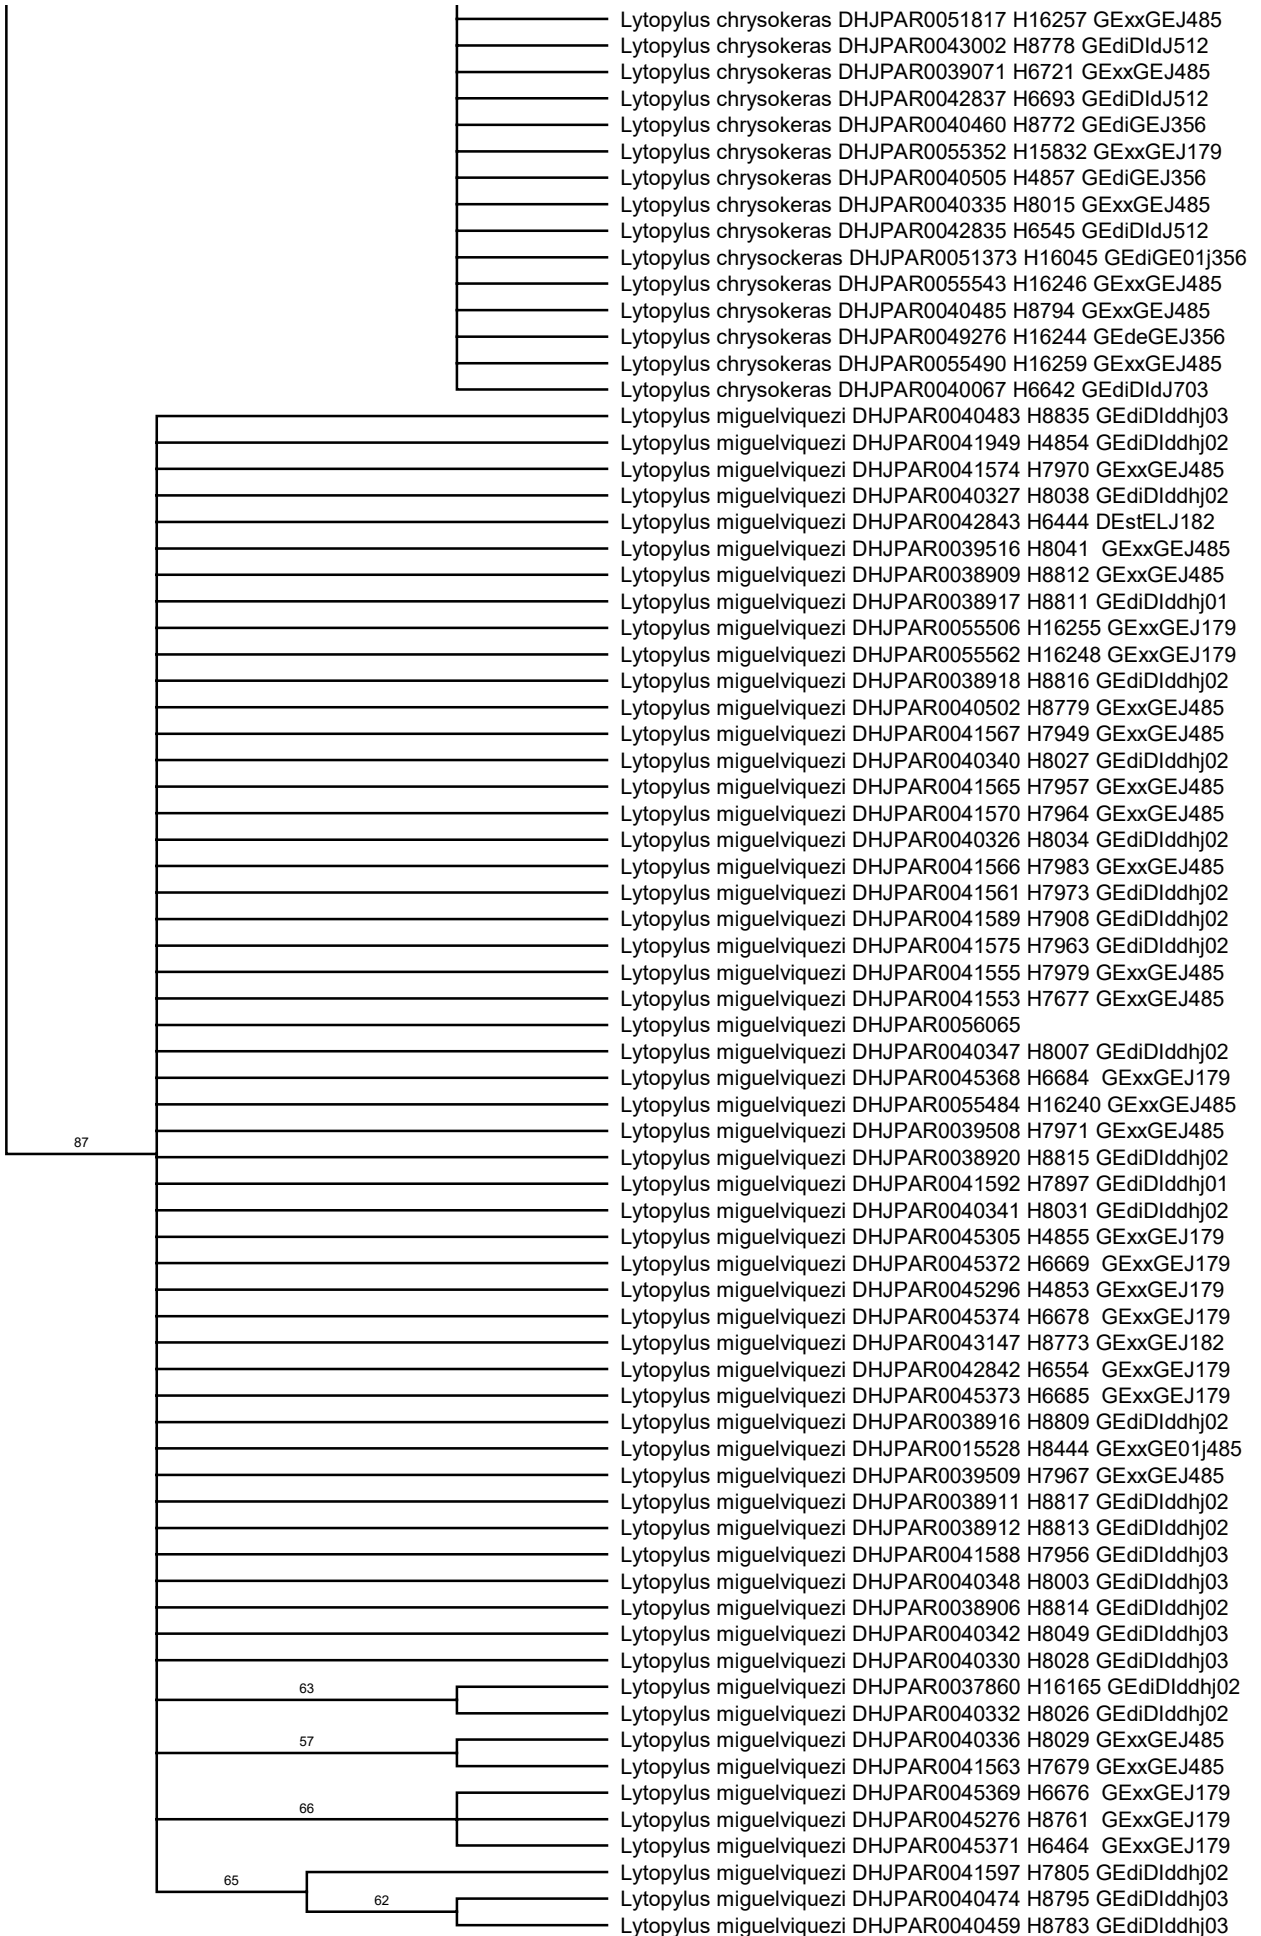 Lytopylus chrysokeras DHJPAR0051817 H16257 GExxGEJ485
Lytopylus chrysokeras DHJPAR0043002 H8778 GEdiDIdJ512
Lytopylus chrysokeras DHJPAR0039071 H6721 GExxGEJ485
Lytopylus chrysokeras DHJPAR0042837 H6693 GEdiDIdJ512
Lytopylus chrysokeras DHJPAR0040460 H8772 GEdiGEJ356
Lytopylus chrysokeras DHJPAR0055352 H15832 GExxGEJ179
Lytopylus chrysokeras DHJPAR0040505 H4857 GEdiGEJ356
Lytopylus chrysokeras DHJPAR0040335 H8015 GExxGEJ485
Lytopylus chrysokeras DHJPAR0042835 H6545 GEdiDIdJ512
Lytopylus chrysockeras DHJPAR0051373 H16045 GEdiGE01j356
Lytopylus chrysokeras DHJPAR0055543 H16246 GExxGEJ485
Lytopylus chrysokeras DHJPAR0040485 H8794 GExxGEJ485
Lytopylus chrysokeras DHJPAR0049276 H16244 GEdeGEJ356
Lytopylus chrysokeras DHJPAR0055490 H16259 GExxGEJ485
Lytopylus chrysokeras DHJPAR0040067 H6642 GEdiDIdJ703
Lytopylus miguelviquezi DHJPAR0040483 H8835 GEdiDIddhj03
Lytopylus miguelviquezi DHJPAR0041949 H4854 GEdiDIddhj02
Lytopylus miguelviquezi DHJPAR0041574 H7970 GExxGEJ485
Lytopylus miguelviquezi DHJPAR0040327 H8038 GEdiDIddhj02
Lytopylus miguelviquezi DHJPAR0042843 H6444 DEstELJ182
Lytopylus miguelviquezi DHJPAR0039516 H8041  GExxGEJ485
Lytopylus miguelviquezi DHJPAR0038909 H8812 GExxGEJ485
Lytopylus miguelviquezi DHJPAR0038917 H8811 GEdiDIddhj01
Lytopylus miguelviquezi DHJPAR0055506 H16255 GExxGEJ179
Lytopylus miguelviquezi DHJPAR0055562 H16248 GExxGEJ179
Lytopylus miguelviquezi DHJPAR0038918 H8816 GEdiDIddhj02
Lytopylus miguelviquezi DHJPAR0040502 H8779 GExxGEJ485
Lytopylus miguelviquezi DHJPAR0041567 H7949 GExxGEJ485
Lytopylus miguelviquezi DHJPAR0040340 H8027 GEdiDIddhj02
Lytopylus miguelviquezi DHJPAR0041565 H7957 GExxGEJ485
Lytopylus miguelviquezi DHJPAR0041570 H7964 GExxGEJ485
Lytopylus miguelviquezi DHJPAR0040326 H8034 GEdiDIddhj02
Lytopylus miguelviquezi DHJPAR0041566 H7983 GExxGEJ485
Lytopylus miguelviquezi DHJPAR0041561 H7973 GEdiDIddhj02
Lytopylus miguelviquezi DHJPAR0041589 H7908 GEdiDIddhj02
Lytopylus miguelviquezi DHJPAR0041575 H7963 GEdiDIddhj02
Lytopylus miguelviquezi DHJPAR0041555 H7979 GExxGEJ485
Lytopylus miguelviquezi DHJPAR0041553 H7677 GExxGEJ485
Lytopylus miguelviquezi DHJPAR0056065
Lytopylus miguelviquezi DHJPAR0040347 H8007 GEdiDIddhj02
Lytopylus miguelviquezi DHJPAR0045368 H6684  GExxGEJ179
Lytopylus miguelviquezi DHJPAR0055484 H16240 GExxGEJ485
Lytopylus miguelviquezi DHJPAR0039508 H7971 GExxGEJ485
87
Lytopylus miguelviquezi DHJPAR0038920 H8815 GEdiDIddhj02
Lytopylus miguelviquezi DHJPAR0041592 H7897 GEdiDIddhj01
Lytopylus miguelviquezi DHJPAR0040341 H8031 GEdiDIddhj02
Lytopylus miguelviquezi DHJPAR0045305 H4855 GExxGEJ179
Lytopylus miguelviquezi DHJPAR0045372 H6669  GExxGEJ179
Lytopylus miguelviquezi DHJPAR0045296 H4853 GExxGEJ179
Lytopylus miguelviquezi DHJPAR0045374 H6678  GExxGEJ179
Lytopylus miguelviquezi DHJPAR0043147 H8773 GExxGEJ182
Lytopylus miguelviquezi DHJPAR0042842 H6554  GExxGEJ179
Lytopylus miguelviquezi DHJPAR0045373 H6685  GExxGEJ179
Lytopylus miguelviquezi DHJPAR0038916 H8809 GEdiDIddhj02
Lytopylus miguelviquezi DHJPAR0015528 H8444 GExxGE01j485
Lytopylus miguelviquezi DHJPAR0039509 H7967 GExxGEJ485
Lytopylus miguelviquezi DHJPAR0038911 H8817 GEdiDIddhj02
Lytopylus miguelviquezi DHJPAR0038912 H8813 GEdiDIddhj02
Lytopylus miguelviquezi DHJPAR0041588 H7956 GEdiDIddhj03
Lytopylus miguelviquezi DHJPAR0040348 H8003 GEdiDIddhj03
Lytopylus miguelviquezi DHJPAR0038906 H8814 GEdiDIddhj02
Lytopylus miguelviquezi DHJPAR0040342 H8049 GEdiDIddhj03
Lytopylus miguelviquezi DHJPAR0040330 H8028 GEdiDIddhj03
63
Lytopylus miguelviquezi DHJPAR0037860 H16165 GEdiDIddhj02
Lytopylus miguelviquezi DHJPAR0040332 H8026 GEdiDIddhj02
57
Lytopylus miguelviquezi DHJPAR0040336 H8029 GExxGEJ485
Lytopylus miguelviquezi DHJPAR0041563 H7679 GExxGEJ485
66
Lytopylus miguelviquezi DHJPAR0045369 H6676  GExxGEJ179
Lytopylus miguelviquezi DHJPAR0045276 H8761  GExxGEJ179
Lytopylus miguelviquezi DHJPAR0045371 H6464  GExxGEJ179
65
Lytopylus miguelviquezi DHJPAR0041597 H7805 GEdiDIddhj02
62
Lytopylus miguelviquezi DHJPAR0040474 H8795 GEdiDIddhj03
Lytopylus miguelviquezi DHJPAR0040459 H8783 GEdiDIddhj03